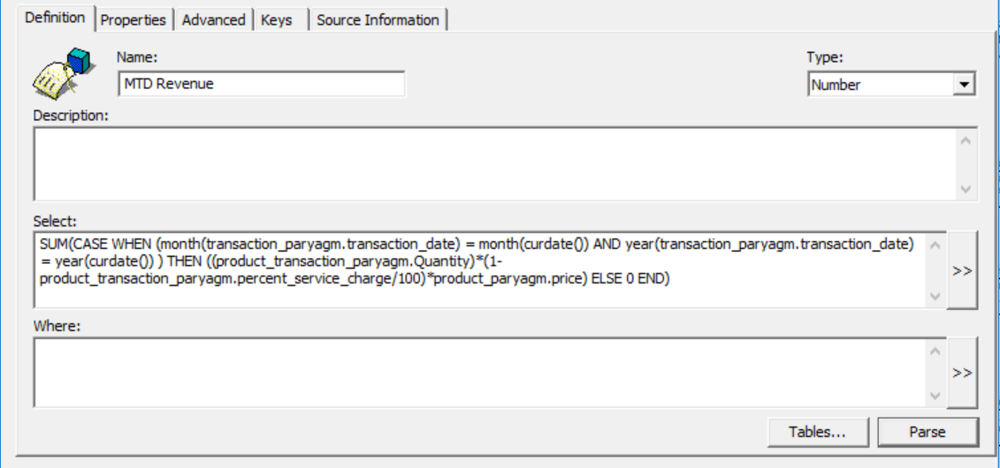 Definition Properties Advanced Keys Source Information
Name: Type:
MTD Revenue Number
Description:
Select:
SUM(CASE WHEN (month(transaction_paryagm.transaction_date) = month(curdate()) AND year(transaction_paryagm.transaction_date)
= year(curdate()) ) THEN ((product_transaction_paryagm.Quantity)*(1-
product_transaction_paryagm.percent_service_charge/100)*product_paryagm.price) ELSE 0 END)
>>
Where:
>>
Tables... Parse